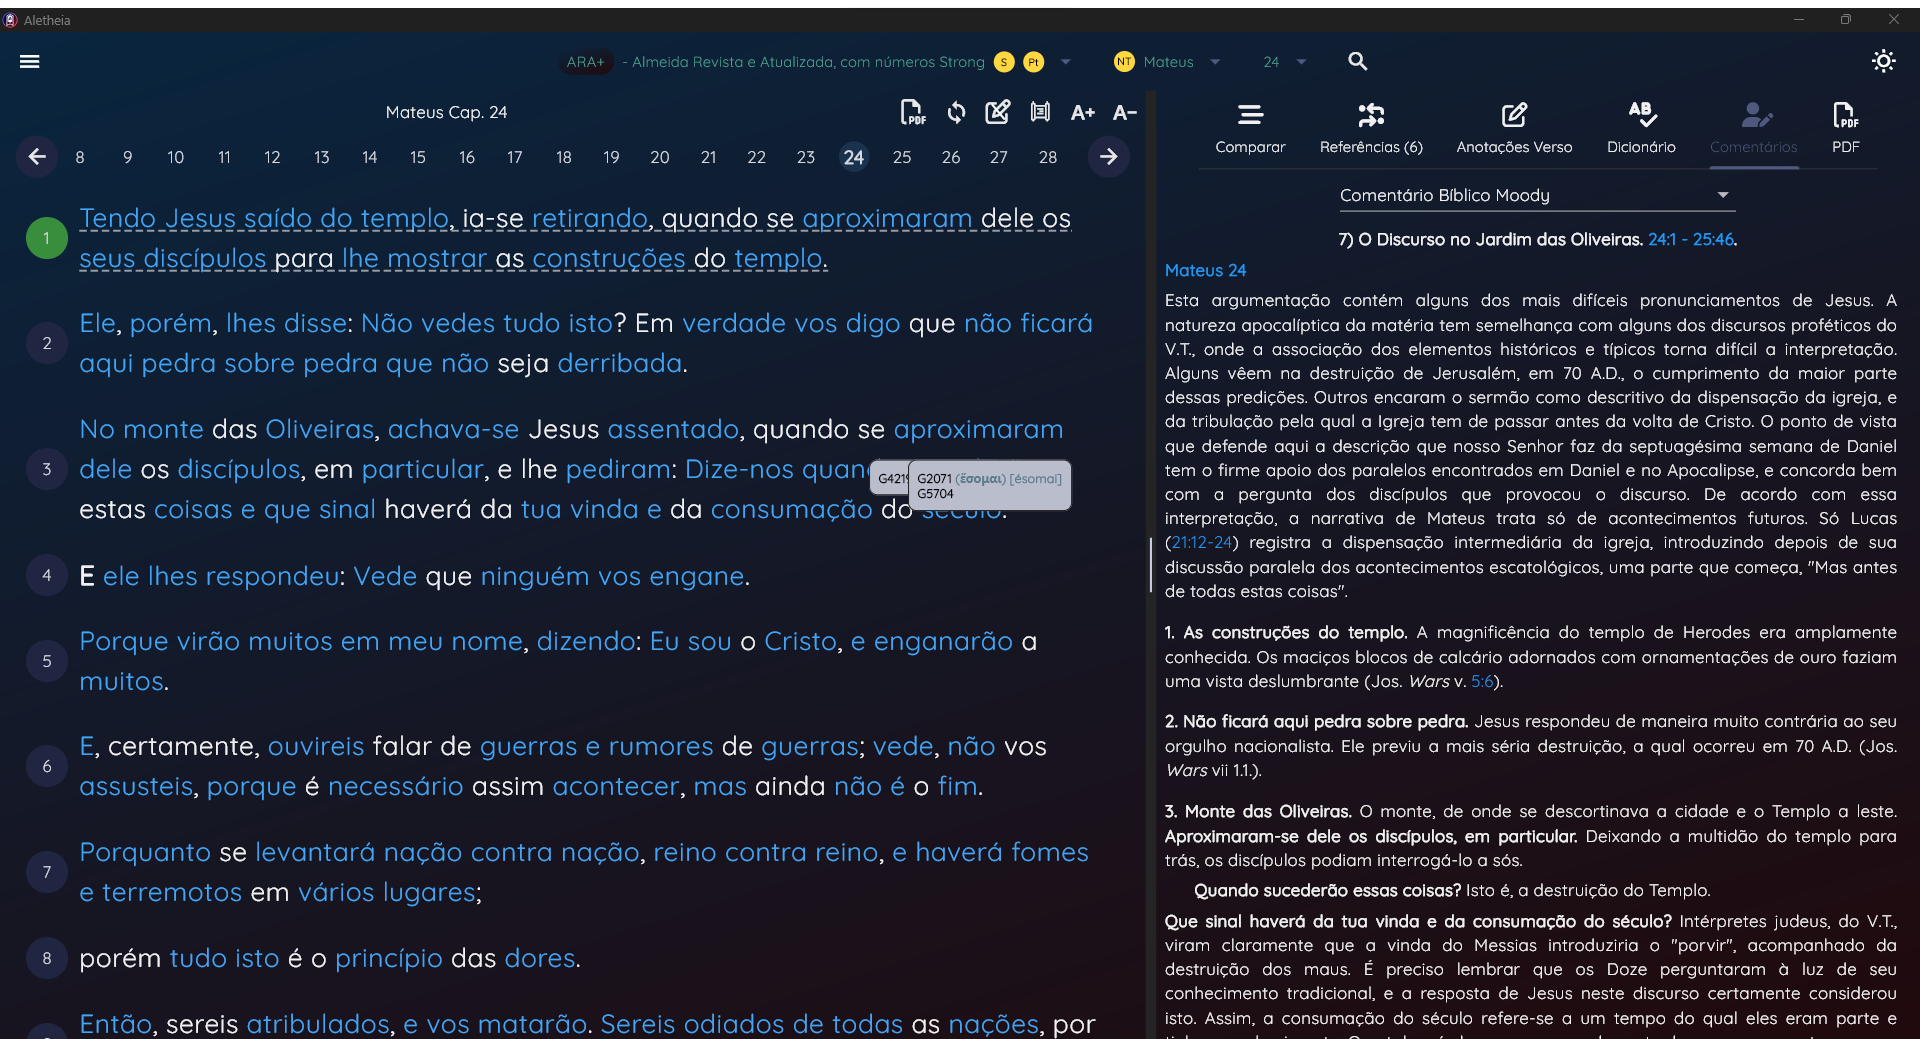 Aletheia
ARA+ - Almeida Revista e Atualizada, com números Strong S Pt NT Mateus 24
Mateus Cap. 24
PDF A+ A-
8 9 10 11 12 13 14 15 16 17 18 19 20 21 22 23 24 25 26 27 28
1 Tendo Jesus saído do templo, ia-se retirando, quando se aproximaram dele os
seus discípulos para lhe mostrar as construções do templo.
2 Ele, porém, lhes disse: Não vedes tudo isto? Em verdade vos digo que não ficará
aqui pedra sobre pedra que não seja derribada.
3 No monte das Oliveiras, achava-se Jesus assentado, quando se aproximaram
dele os discípulos, em particular, e lhe pediram: Dize-nos
estas coisas e que sinal haverá da tua vinda e da consumação do século.
G2071 (ἔσομαι) [ésomai]
G5704
4 E ele lhes respondeu: Vede que ninguém vos engane.
5 Porque virão muitos em meu nome, dizendo: Eu sou o Cristo, e enganarão a
muitos.
6 E, certamente, ouvireis falar de guerras e rumores de guerras; vede, não vos
assusteis, porque é necessário assim acontecer, mas ainda não é o fim.
7 Porquanto se levantará nação contra nação, reino contra reino, e haverá fomes
e terremotos em vários lugares;
8 porém tudo isto é o princípio das dores.
Então, sereis atribulados, e vos matarão. Sereis odiados de todas as nações, por
Comparar Referências (6) Anotações Verso Dicionário Comentários PDF
Comentário Bíblico Moody
7) O Discurso no Jardim das Oliveiras. 24:1 - 25:46.
Mateus 24
Esta argumentação contém alguns dos mais difíceis pronunciamentos de Jesus. A
natureza apocalíptica da matéria tem semelhança com alguns dos discursos proféticos do
V.T., onde a associação dos elementos históricos e típicos torna difícil a interpretação.
Alguns vêem na destruição de Jerusalém, em 70 A.D., o cumprimento da maior parte
dessas predições. Outros encaram o sermão como descritivo da dispensação da igreja, e
da tribulação pela qual a Igreja tem de passar antes da volta de Cristo. O ponto de vista
que defende aqui a descrição que nosso Senhor faz da septuagésima semana de Daniel
tem o firme apoio dos paralelos encontrados em Daniel e no Apocalipse, e concorda bem
com a pergunta dos discípulos que provocou o discurso. De acordo com essa
interpretação, a narrativa de Mateus trata só de acontecimentos futuros. Só Lucas
(21:12-24) registra a dispensação intermediária da igreja, introduzindo depois de sua
discussão paralela dos acontecimentos escatológicos, uma parte que começa, "Mas antes
de todas estas coisas".
1. As construções do templo. A magnificência do templo de Herodes era amplamente
conhecida. Os maciços blocos de calcário adornados com ornamentações de ouro faziam
uma vista deslumbrante (Jos. Wars v. 5:6).
2. Não ficará aqui pedra sobre pedra. Jesus respondeu de maneira muito contrária ao seu
orgulho nacionalista. Ele previu a mais séria destruição, a qual ocorreu em 70 A.D. (Jos.
Wars vii 1.1.).
3. Monte das Oliveiras. O monte, de onde se descortinava a cidade e o Templo a leste.
Aproximaram-se dele os discípulos, em particular. Deixando a multidão do templo para
trás, os discípulos podiam interrogá-lo a sós.
Quando sucederão essas coisas? Isto é, a destruição do Templo.
Que sinal haverá da tua vinda e da consumação do século? Intérpretes judeus, do V.T.,
viram claramente que a vinda do Messias introduziria o "porvir", acompanhado da
destruição dos maus. É preciso lembrar que os Doze perguntaram à luz de seu
conhecimento tradicional, e a resposta de Jesus neste discurso certamente considerou
isto. Assim, a consumação do século refere-se a um tempo do qual eles eram parte e